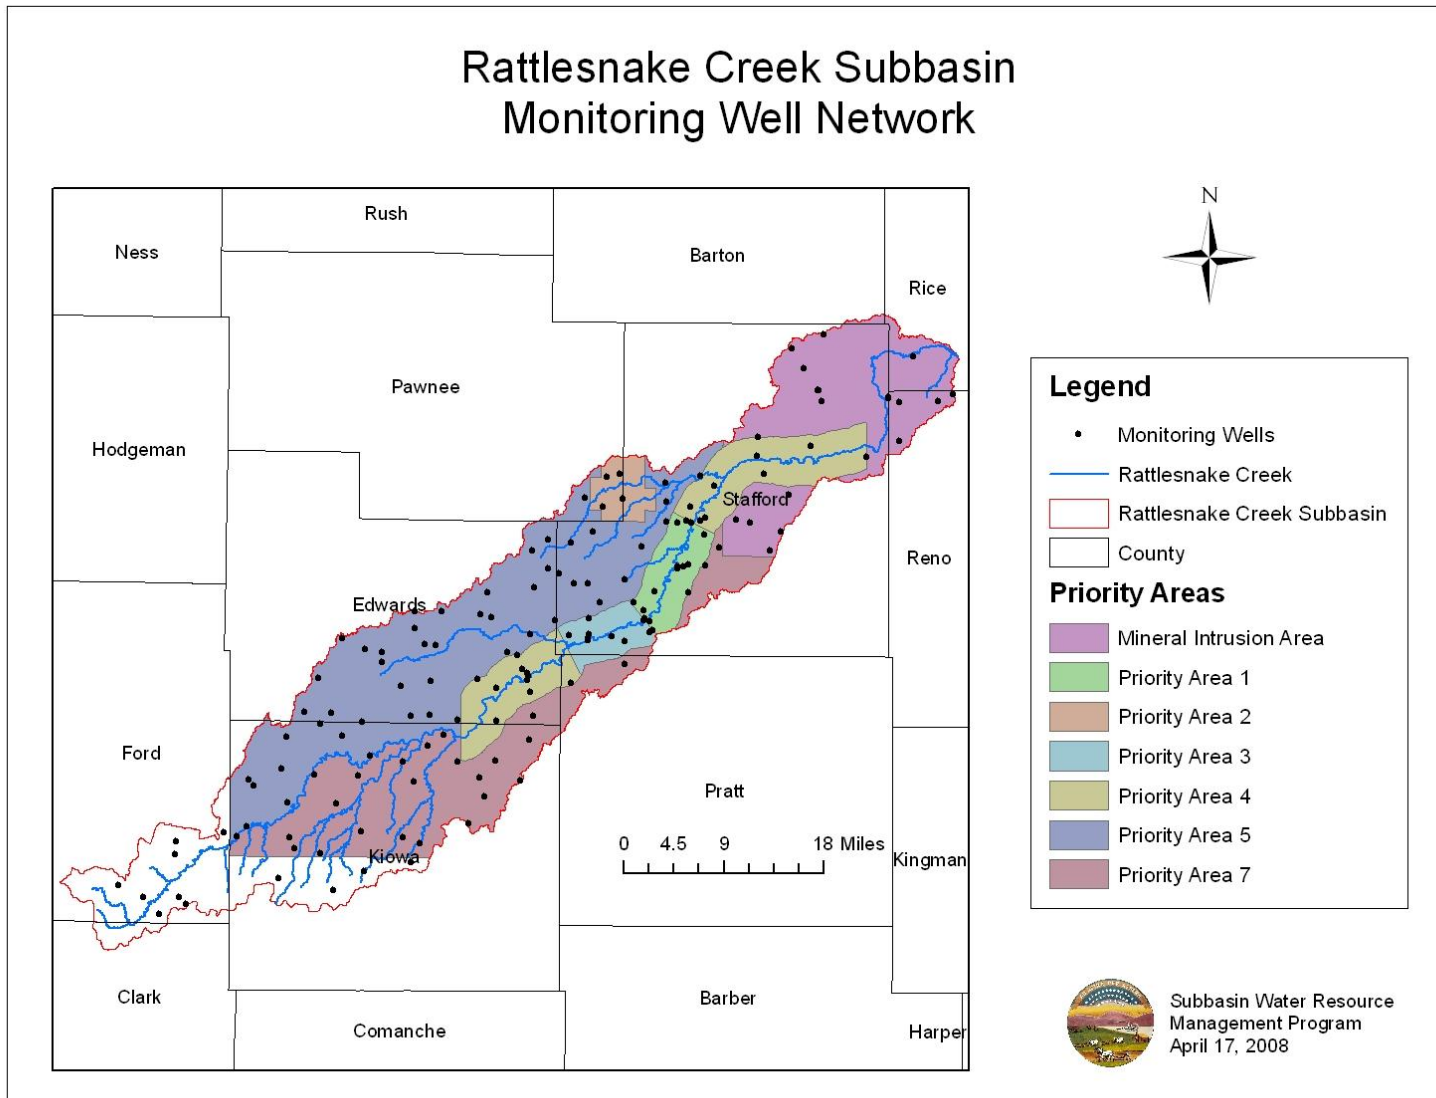 Rattlesnake Creek Subbasin
Monitoring Well Network
N
Rush
Ness
Barton
Rice
Pawnee
Hodgeman
Stafford
Reno
Edwards
Ford
Pratt
Kiowa
Kingman
Clark
Barber
Comanche
Harper
0 4.5 9 18 Miles
Legend
Monitoring Wells
Rattlesnake Creek
Rattlesnake Creek Subbasin
County
Priority Areas
Mineral Intrusion Area
Priority Area 1
Priority Area 2
Priority Area 3
Priority Area 4
Priority Area 5
Priority Area 7
Subbasin Water Resource
Management Program
April 17, 2008